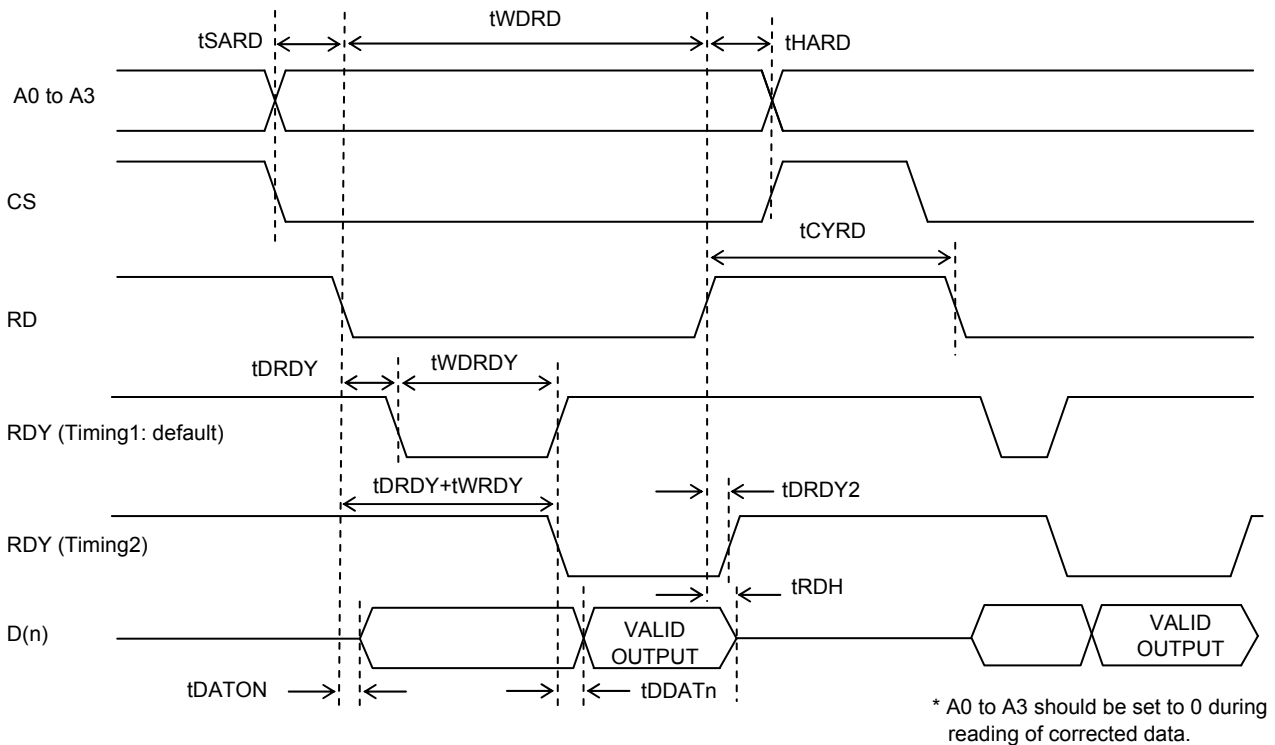 tWDRD
tSARD
tHARD
A0 to A3
CS
tCYRD
RD
tDRDY
tWDRDY
RDY (Timing1: default)
tDRDY+tWRDY
tDRDY2
RDY (Timing2)
tRDH
D(n)
VALID
OUTPUT
VALID
OUTPUT
tDATON
tDDATn
* A0 to A3 should be set to 0 during
reading of corrected data.